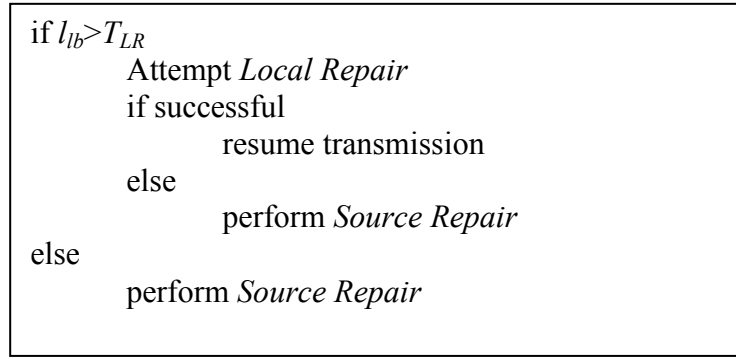 if l_lb>T_LR
Attempt Local Repair
if successful
resume transmission
else
perform Source Repair
else
perform Source Repair